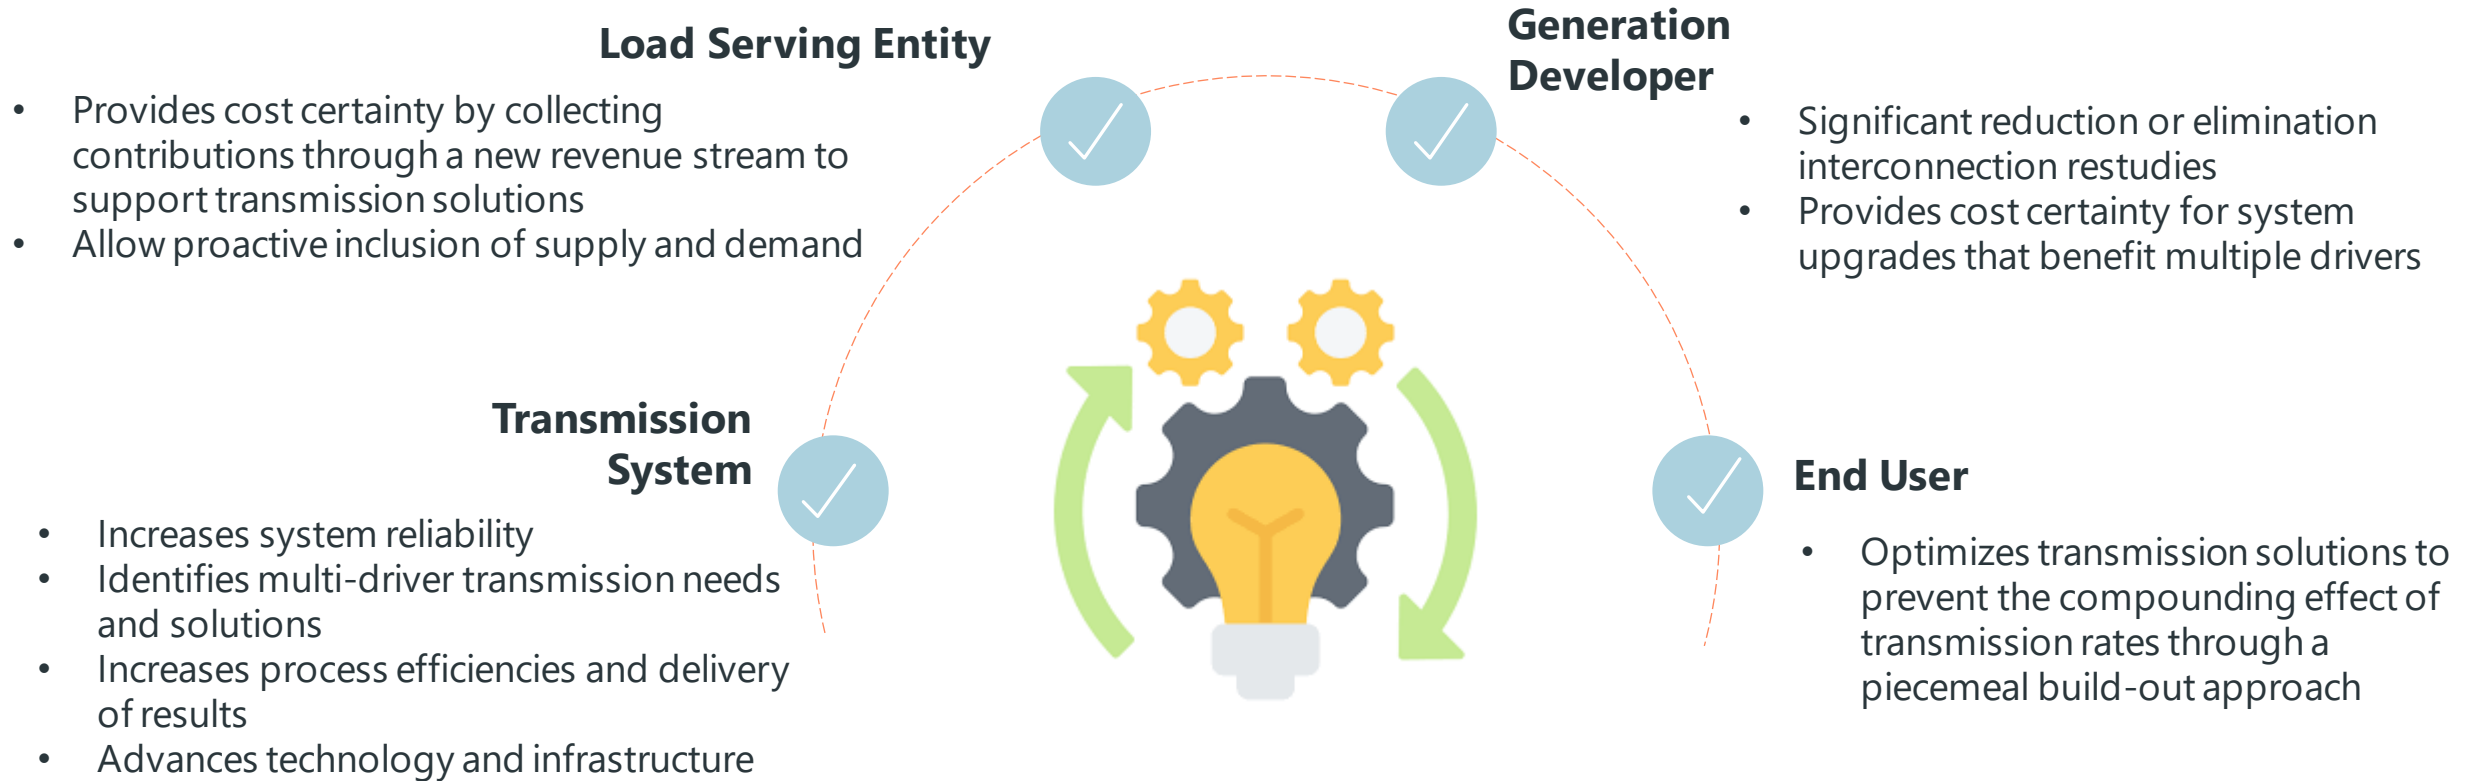 Load Serving Entity
• Provides cost certainty by collecting
contributions through a new revenue stream to
support transmission solutions
• Allow proactive inclusion of supply and demand
Generation
Developer
• Significant reduction or elimination
interconnection restudies
• Provides cost certainty for system
upgrades that benefit multiple drivers
Transmission
System
• Increases system reliability
• Identifies multi-driver transmission needs
and solutions
• Increases process efficiencies and delivery
of results
• Advances technology and infrastructure
End User
• Optimizes transmission solutions to
prevent the compounding effect of
transmission rates through a
piecemeal build-out approach